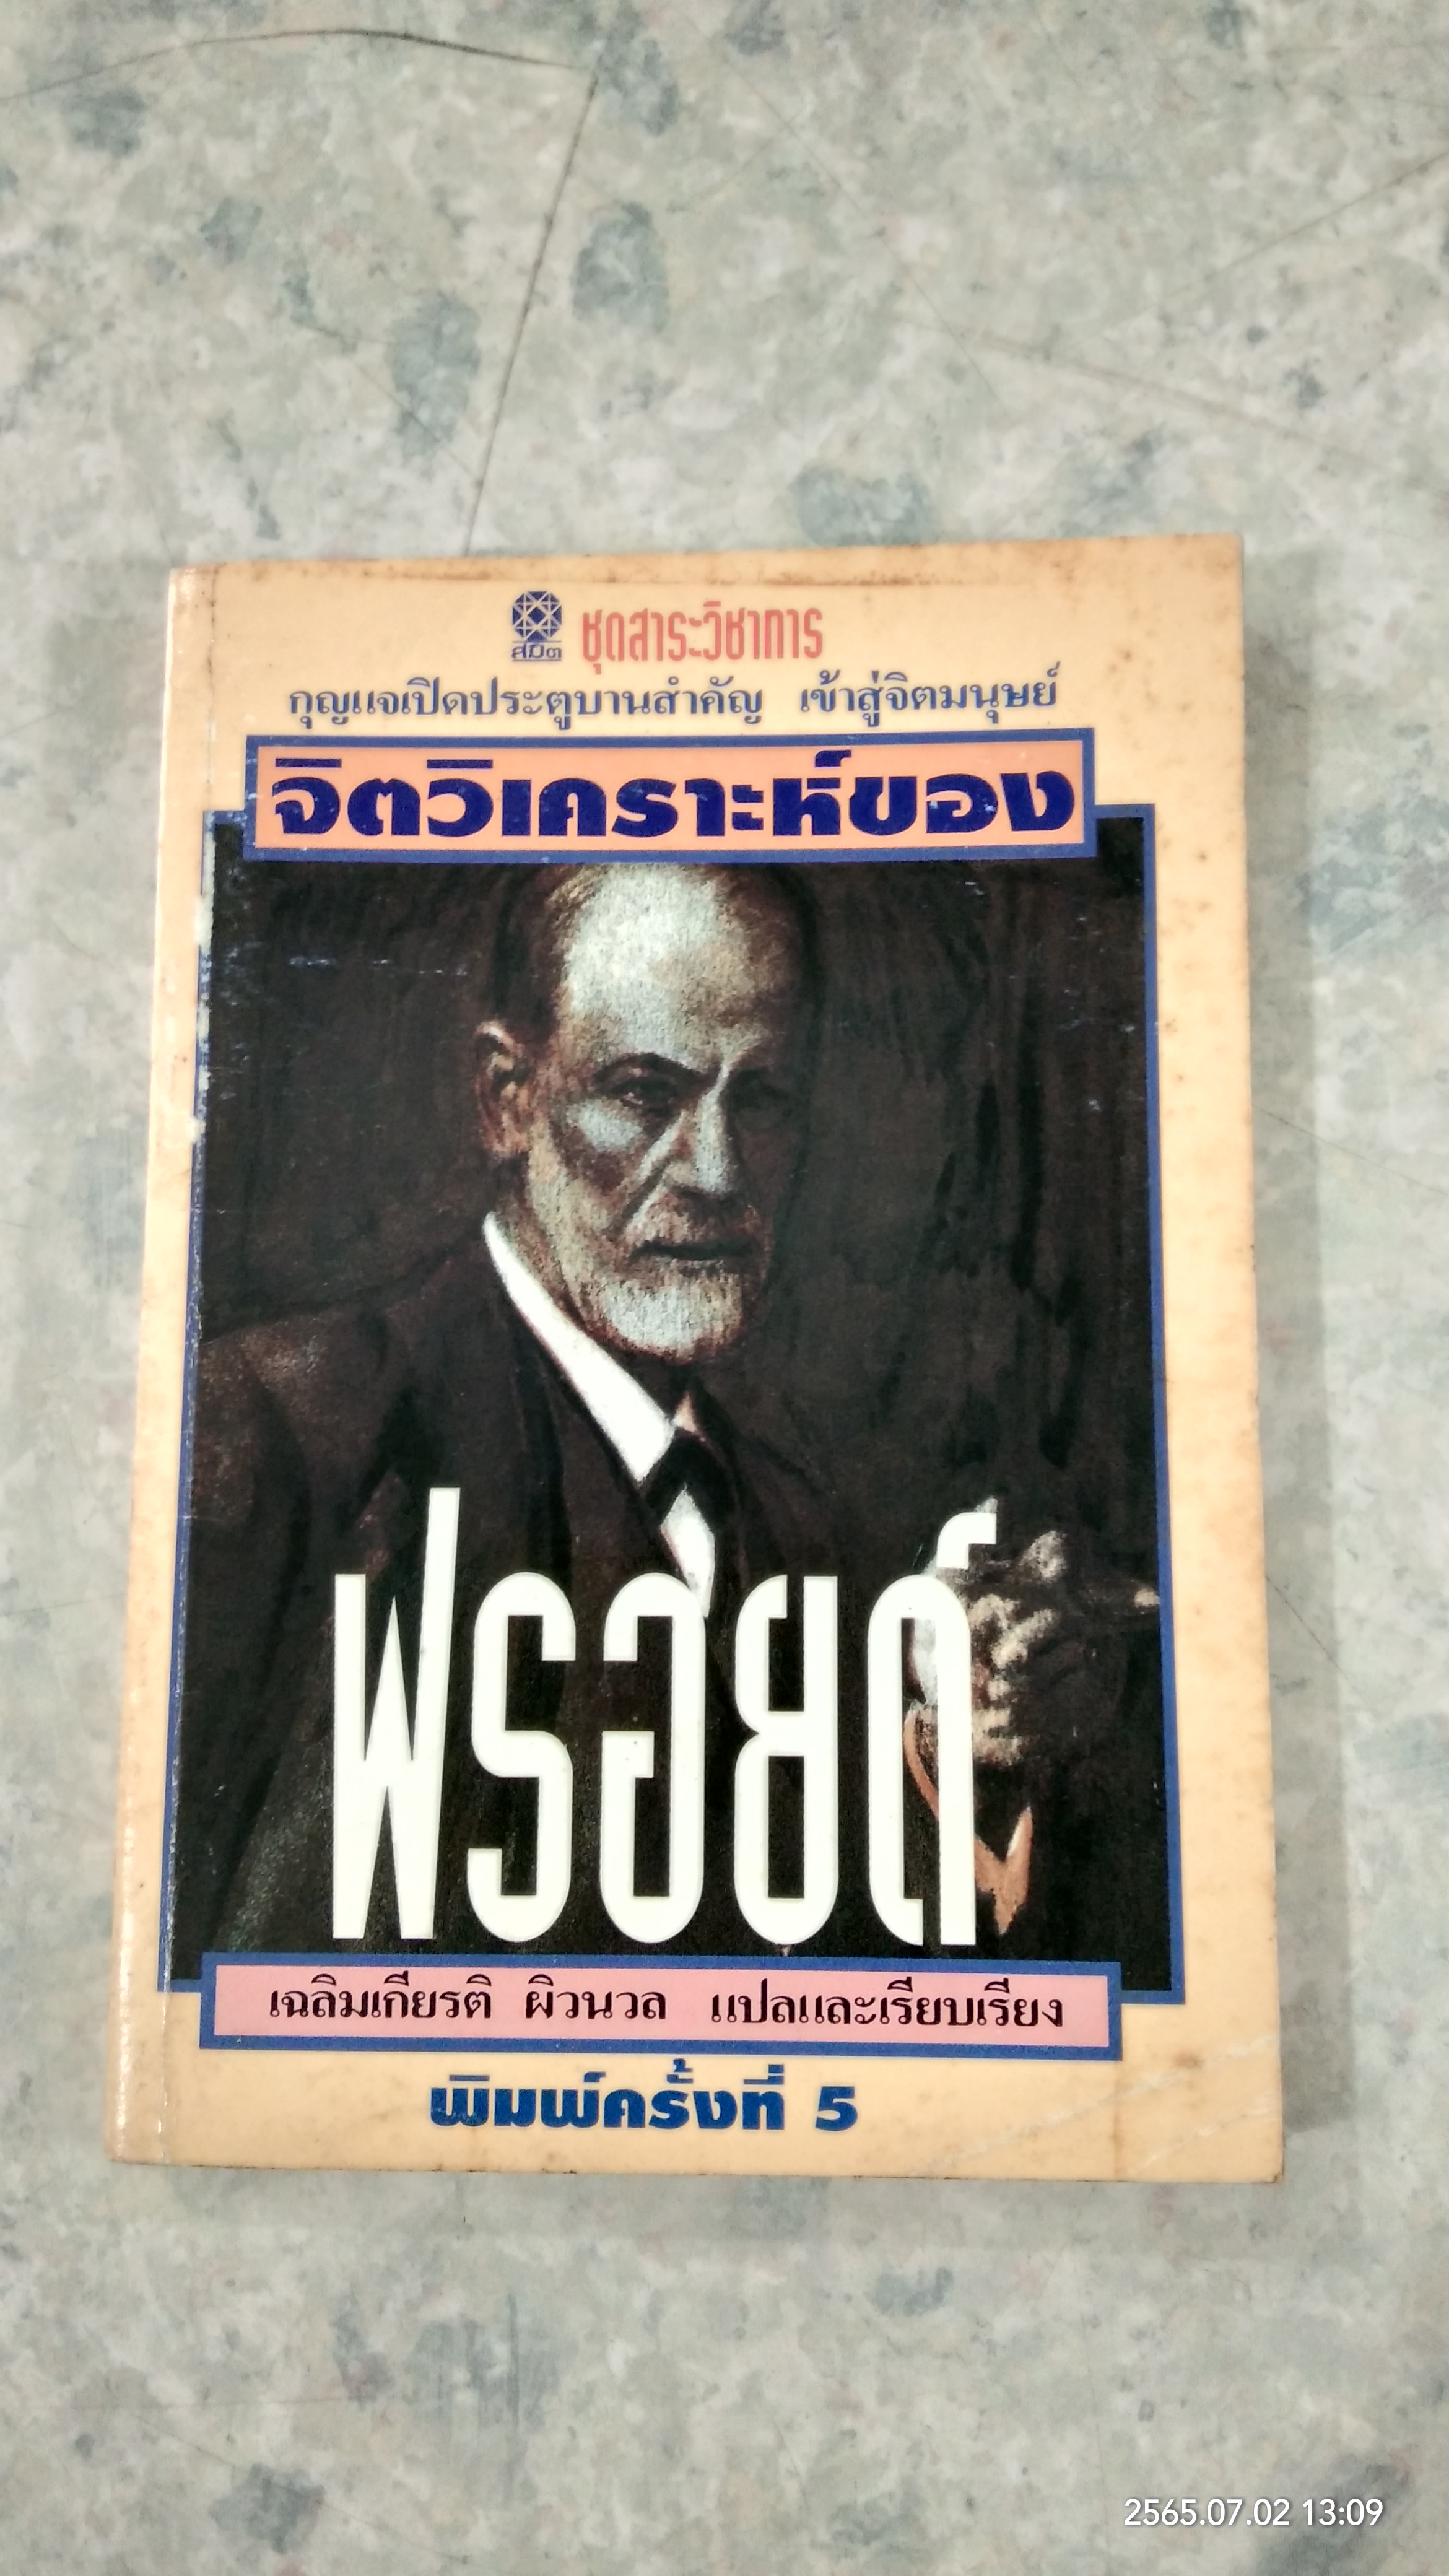 สมิต
ชุดสาระวิชาการ
กุญแจเปิดประตูบานสำคัญ เข้าสู่จิตมนุษย์
จิตวิเคราะห์ของ
ฟรอยด์
เฉลิมเกียรติ ผิวนวล แปลและเรียบเรียง
พิมพ์ครั้งที่ 5
2565.07.02 13:09